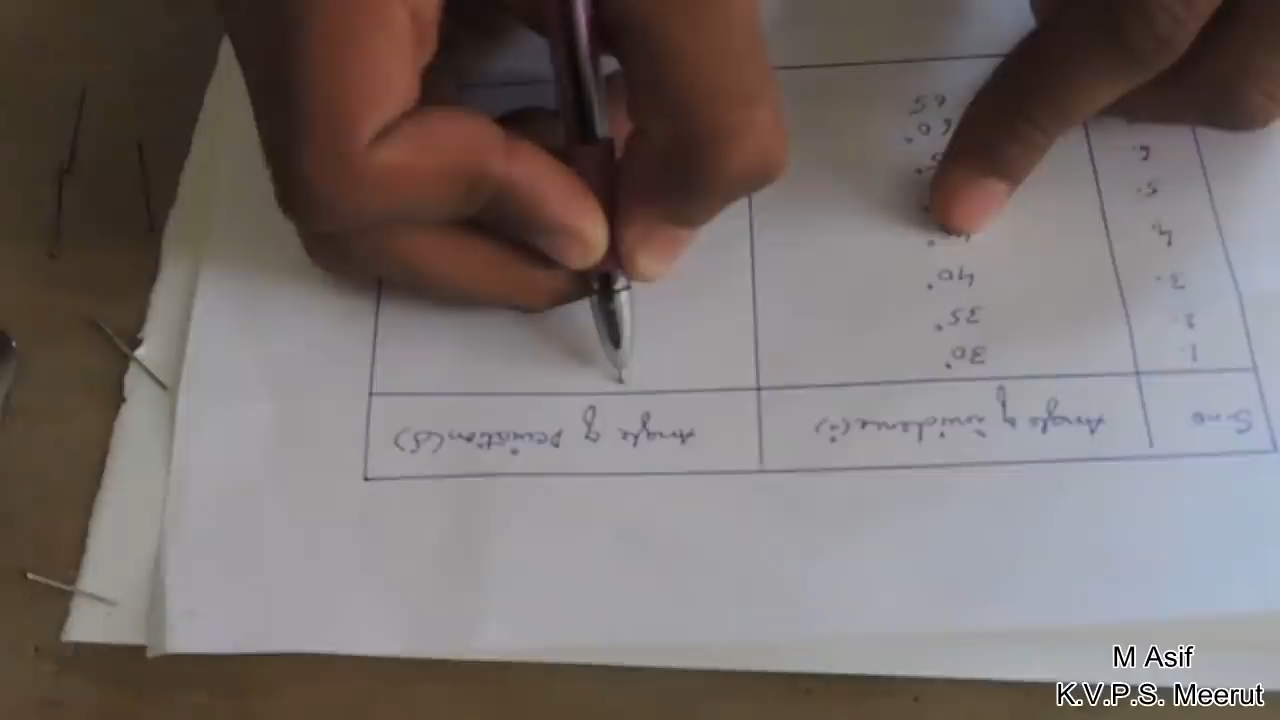 S.no Angle of incidence (i) Angle of Deviation (δ)
1. 30°
2. 35°
3. 40°
4.
5.
6.
60°
65
M Asif
K.V.P.S. Meerut